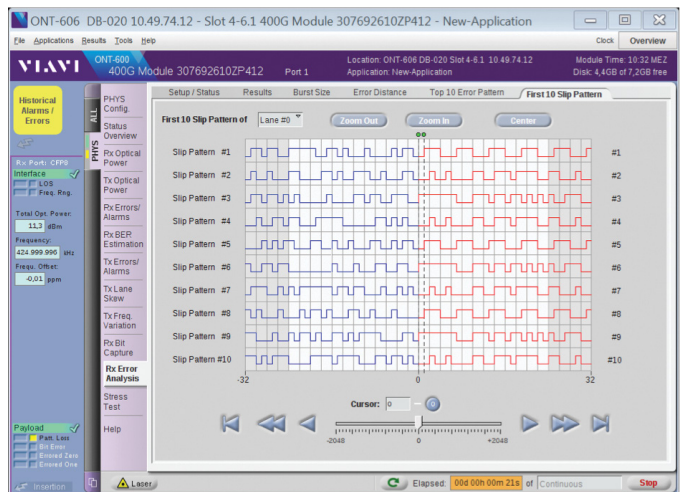 ONT-606 DB-020 10.49.74.12 - Slot 4-6.1 400G Module 307692610ZP412 - New-Application
File Applications Results Tools Help
Clock Overview
VIAVI
ONT-600
400G Module 307692610ZP412 Port 1
Location: ONT-606 DB-020 Slot 4-6.1 10.49.74.12
Application: New-Application
Module Time: 10:32 MEZ
Disk: 4,4GB of 7,2GB free
Historical
Alarms /
Errors
Rx Port: CFP8
Interface
LOS
Freq. Rng.
Total Opt. Power:
11,3 dBm
Frequency:
424.999.996 kHz
Frequ. Offset:
-0,01 ppm
Payload
Patt. Loss
Bit Error
Errored Zero
Errored One
Insertion
ALL
PHYS
PHYS
Config.
Status
Overview
Rx Optical
Power
Tx Optical
Power
Rx Errors/
Alarms
Rx BER
Estimation
Tx Errors/
Alarms
Tx Lane
Skew
Tx Freq.
Variation
Rx Bit
Capture
Rx Error
Analysis
Stress
Test
Help
Setup / Status Results Burst Size Error Distance Top 10 Error Pattern First 10 Slip Pattern
First 10 Slip Pattern of Lane #0 Zoom Out Zoom In Center
Slip Pattern #1 #1
Slip Pattern #2 #2
Slip Pattern #3 #3
Slip Pattern #4 #4
Slip Pattern #5 #5
Slip Pattern #6 #6
Slip Pattern #7 #7
Slip Pattern #8 #8
Slip Pattern #9 #9
Slip Pattern #10 #10
-32 0 32
Cursor: 0 - 0
-2048 0 +2048
Laser
Elapsed: 00d 00h 00m 21s of Continuous Stop